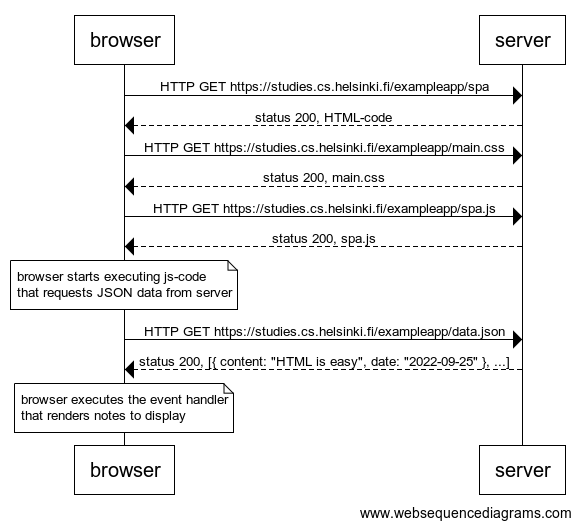 browser
server
HTTP GET https://studies.cs.helsinki.fi/exampleapp/spa
status 200, HTML-code
HTTP GET https://studies.cs.helsinki.fi/exampleapp/main.css
status 200, main.css
HTTP GET https://studies.cs.helsinki.fi/exampleapp/spa.js
status 200, spa.js
browser starts executing js-code
that requests JSON data from server
HTTP GET https://studies.cs.helsinki.fi/exampleapp/data.json
status 200, [{ content: "HTML is easy", date: "2022-09-25" }, ...]
browser executes the event handler
that renders notes to display
browser
server
www.websequencediagrams.com